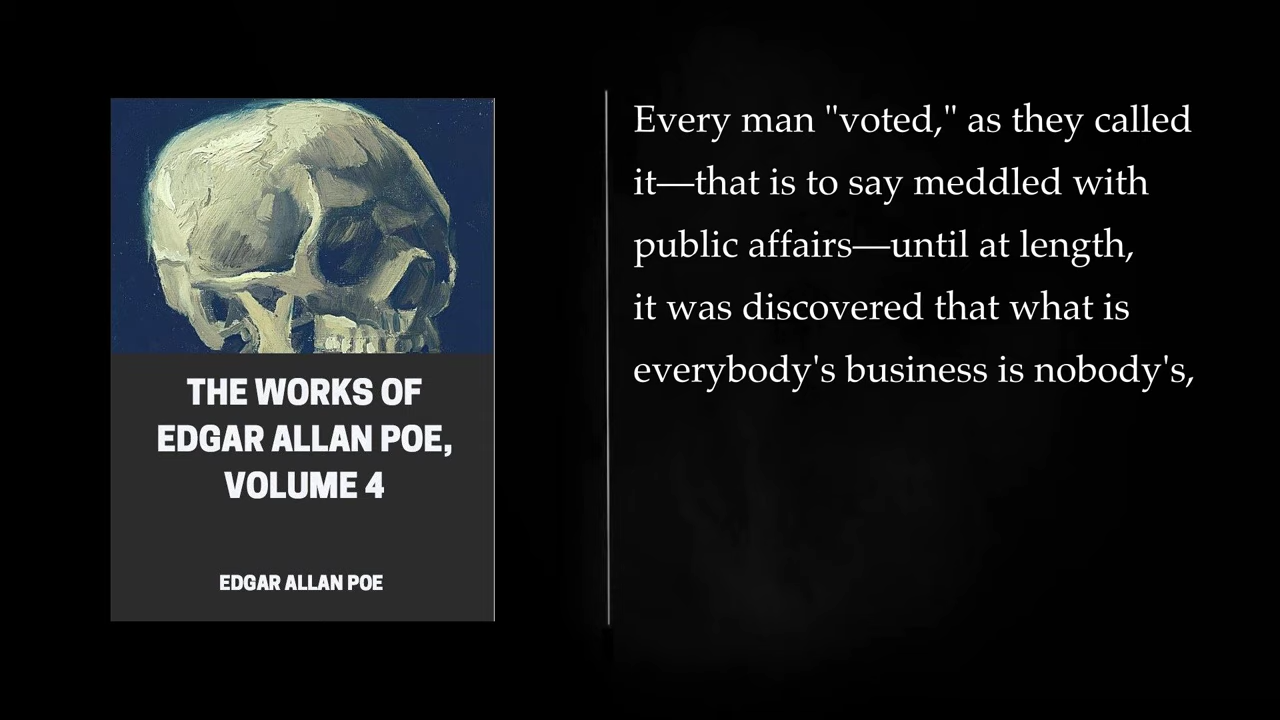 THE WORKS OF
EDGAR ALLAN POE,
VOLUME 4
EDGAR ALLAN POE
Every man "voted," as they called
it—that is to say meddled with
public affairs—until at length,
it was discovered that what is
everybody's business is nobody's,